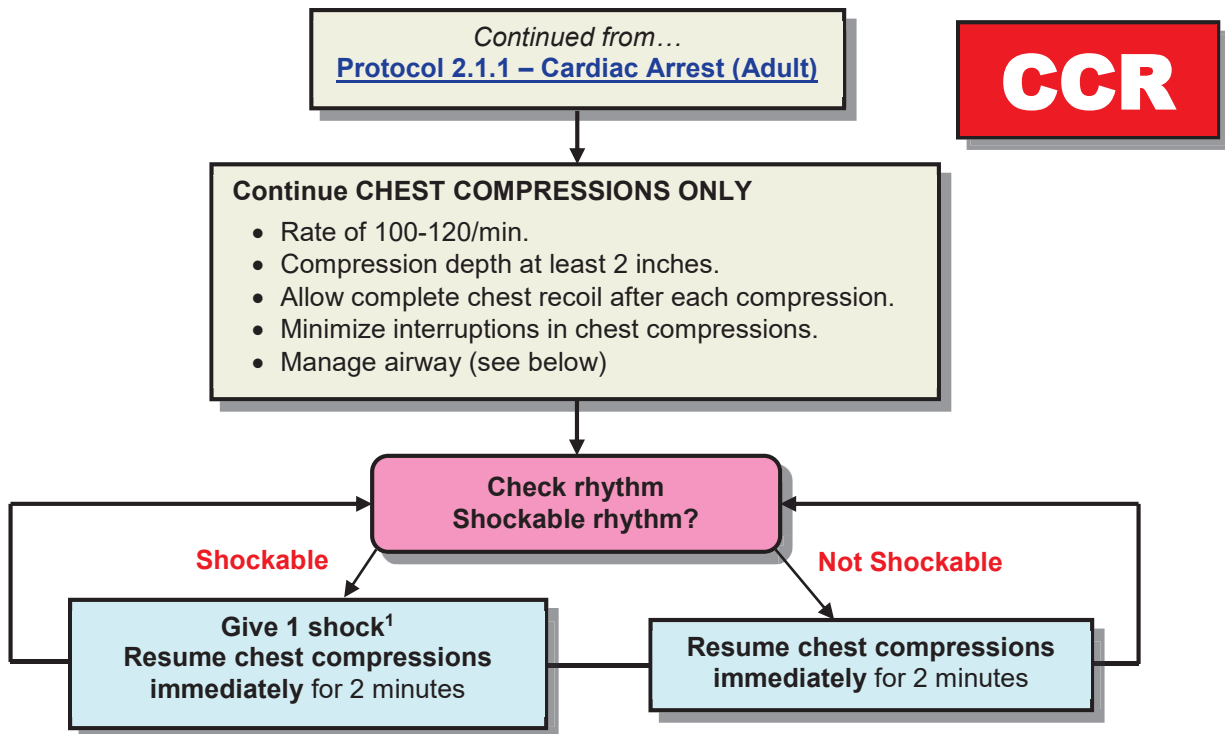 Continued from…
Protocol 2.1.1 – Cardiac Arrest (Adult)
CCR
Continue CHEST COMPRESSIONS ONLY
• Rate of 100-120/min.
• Compression depth at least 2 inches.
• Allow complete chest recoil after each compression.
• Minimize interruptions in chest compressions.
• Manage airway (see below)
Check rhythm
Shockable rhythm?
Shockable
Not Shockable
Give 1 shock¹
Resume chest compressions
immediately for 2 minutes
Resume chest compressions
immediately for 2 minutes